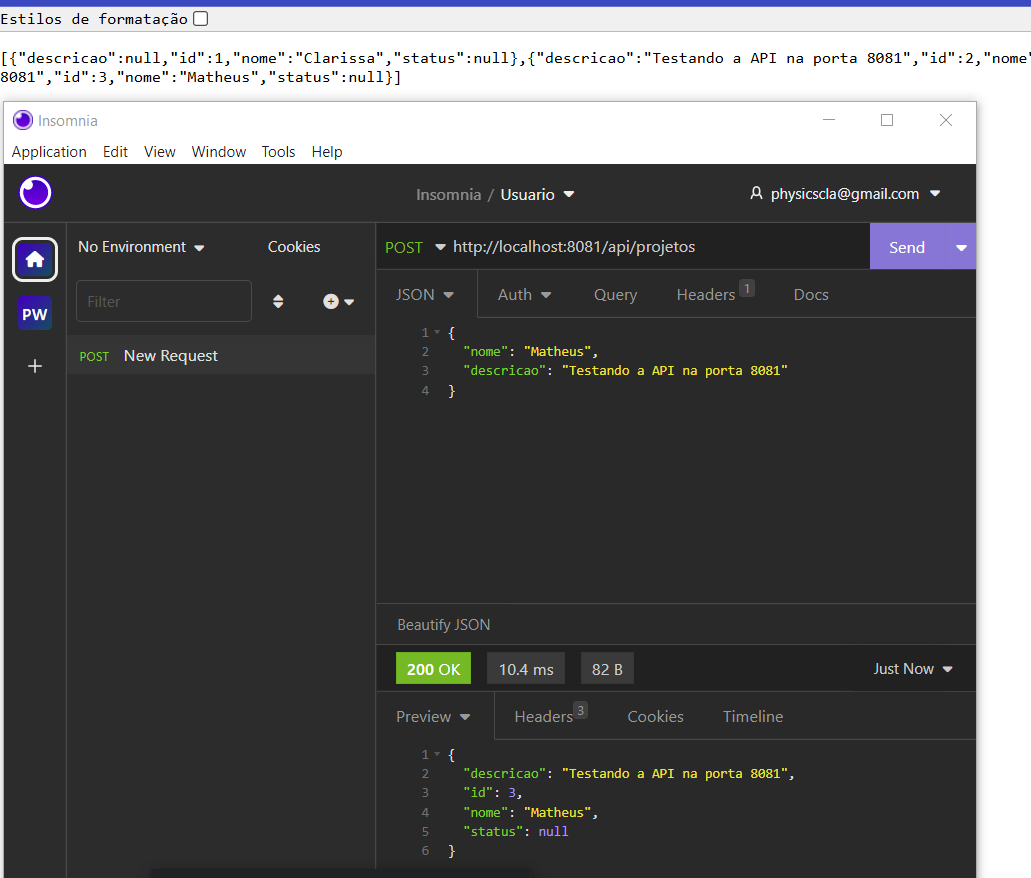 Estilos de formatação
[{"descricao":null,"id":1,"nome":"Clarissa","status":null},{"descricao":"Testando a API na porta 8081","id":2,"nome"
8081","id":3,"nome":"Matheus","status":null}]
Insomnia
Application Edit View Window Tools Help
Insomnia / Usuario
physicscla@gmail.com
No Environment Cookies
POST http://localhost:8081/api/projetos Send
Filter
JSON Auth Query Headers 1 Docs
PW
POST New Request
1 {
2 "nome": "Matheus",
3 "descricao": "Testando a API na porta 8081"
4 }
Beautify JSON
200 OK 10.4 ms 82 B Just Now
Preview Headers 3 Cookies Timeline
1 {
2 "descricao": "Testando a API na porta 8081",
3 "id": 3,
4 "nome": "Matheus",
5 "status": null
6 }